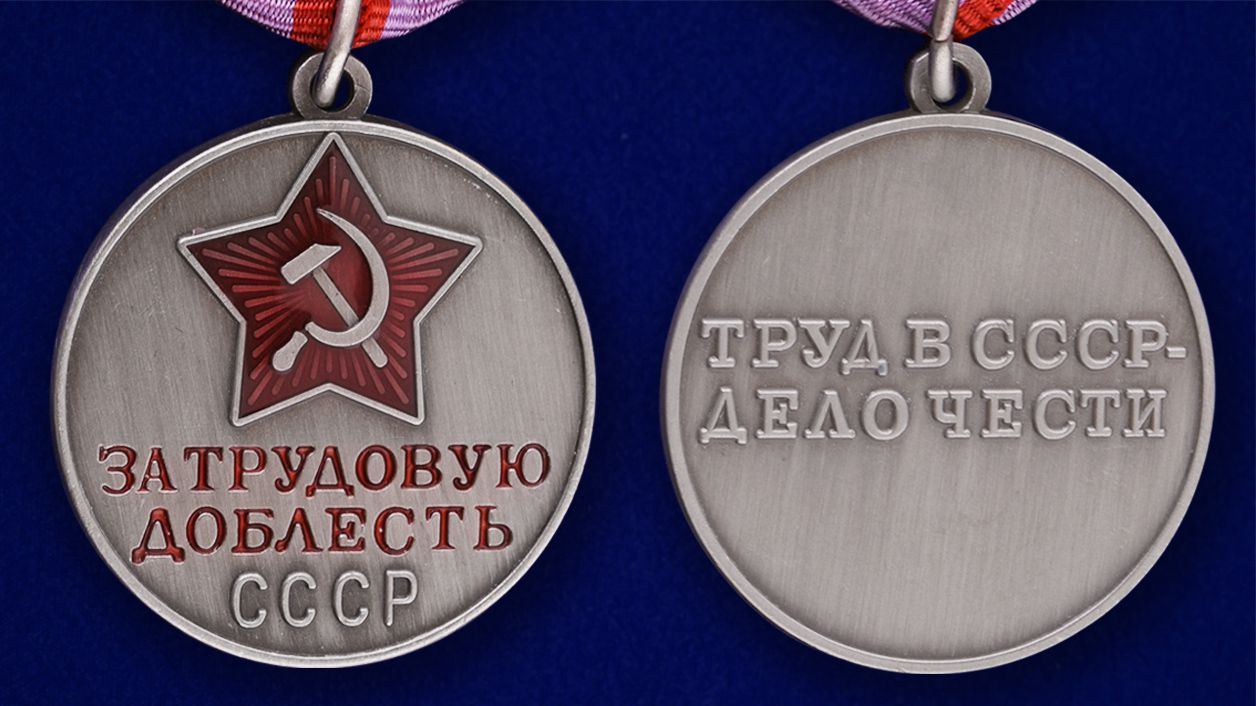 ЗА ТРУДОВУЮ
ДОБЛЕСТЬ
СССР
ТРУД В СССР-
ДЕЛО ЧЕСТИ